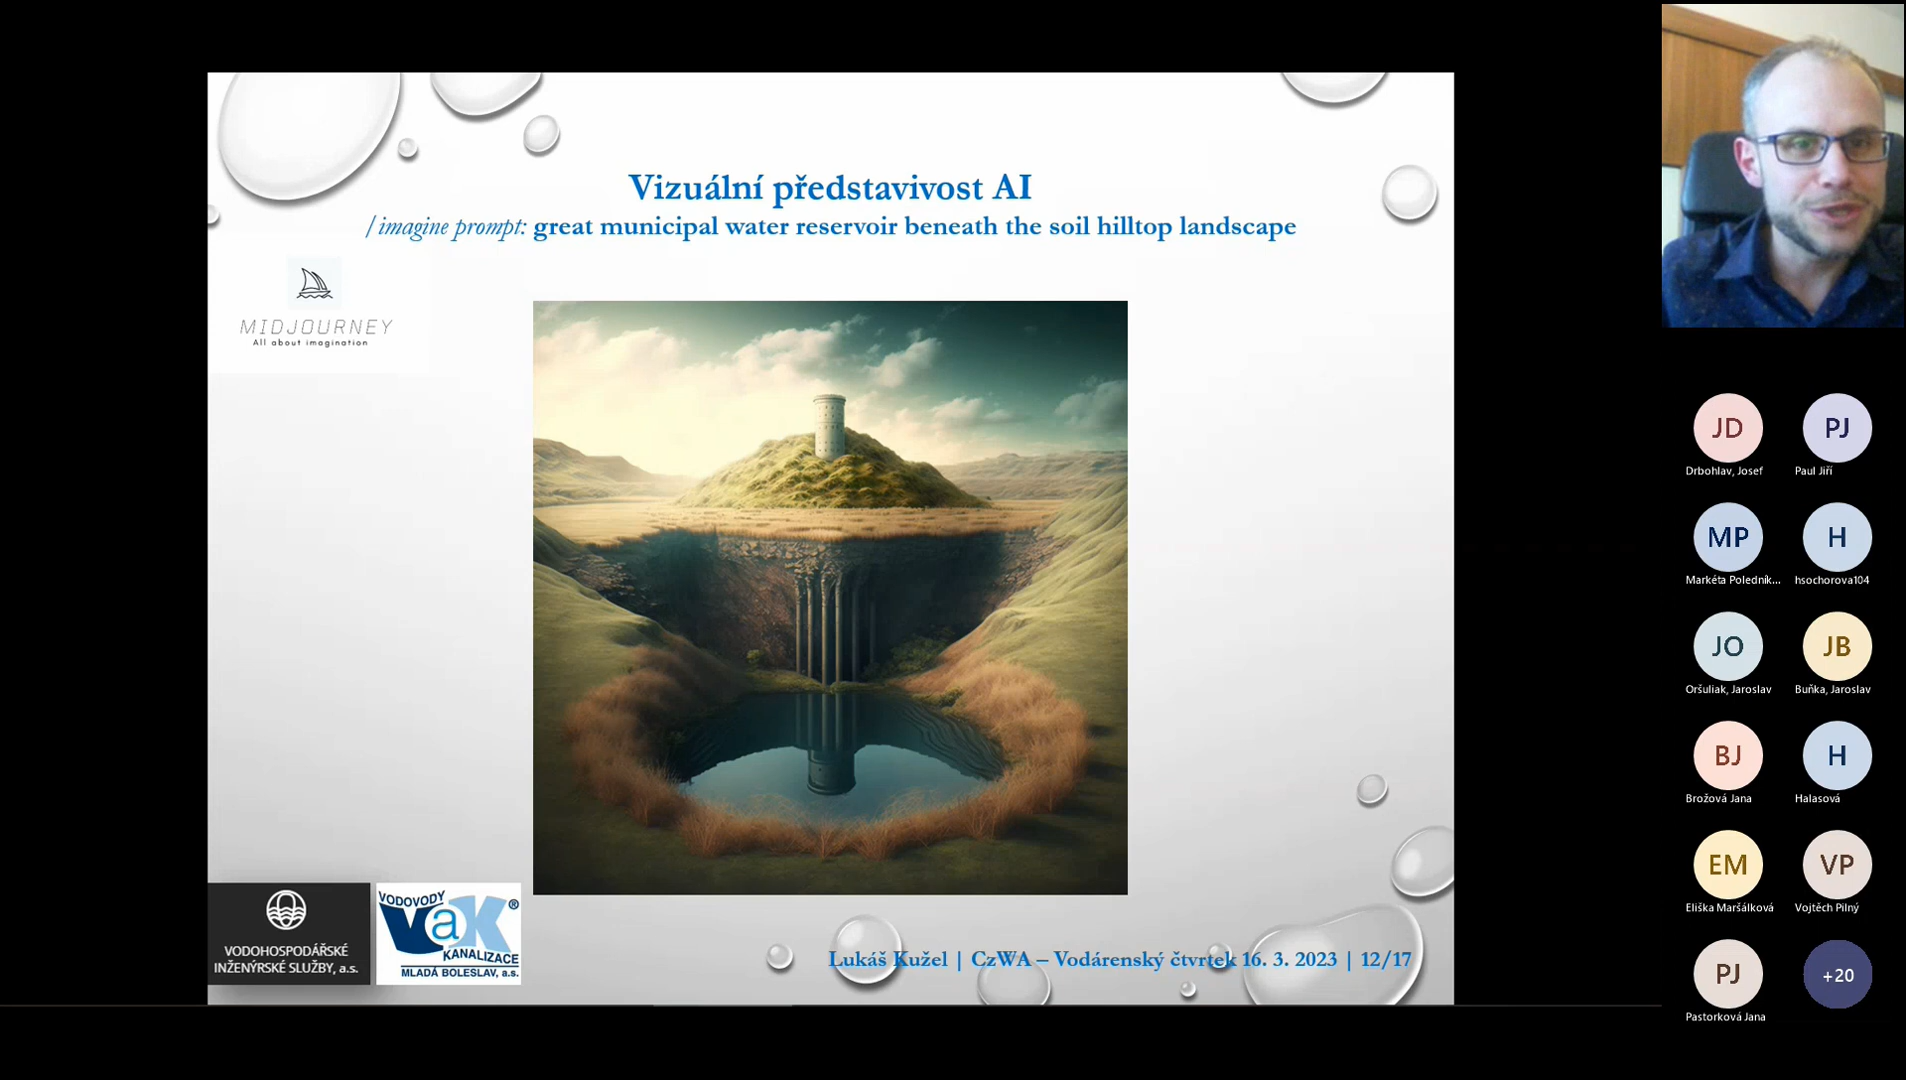 Vizuální představivost AI
/imagine prompt: great municipal water reservoir beneath the soil hilltop landscape
MIDJOURNEY
All about imagination
VODOHOSPODÁŘSKÉ
INŽENÝRSKÉ SLUŽBY, a.s.
VODOVODY
VaK®
KANALIZACE
MLADÁ BOLESLAV, a.s.
Lukáš Kužel | CzWA – Vodárenský čtvrtek 16. 3. 2023 | 12/17
JD
PJ
Drbohlav, Josef
Paul Jiří
MP
H
Markéta Poledník...
hsochorova104
JO
JB
Oršuliak, Jaroslav
Buňka, Jaroslav
BJ
H
Brožová Jana
Halasová
EM
VP
Eliška Maršálková
Vojtěch Pilný
PJ
+20
Pastorková Jana